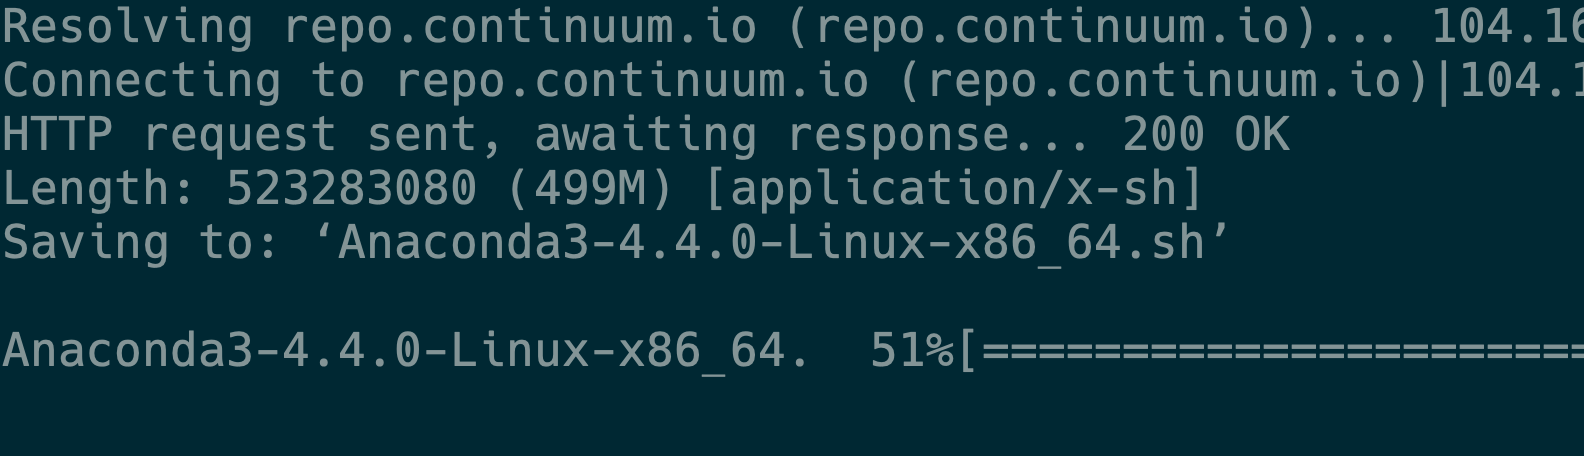 Resolving repo.continuum.io (repo.continuum.io)... 104.16
Connecting to repo.continuum.io (repo.continuum.io)|104.1
HTTP request sent, awaiting response... 200 OK
Length: 523283080 (499M) [application/x-sh]
Saving to: ‘Anaconda3-4.4.0-Linux-x86_64.sh’
Anaconda3-4.4.0-Linux-x86_64.  51%[======================